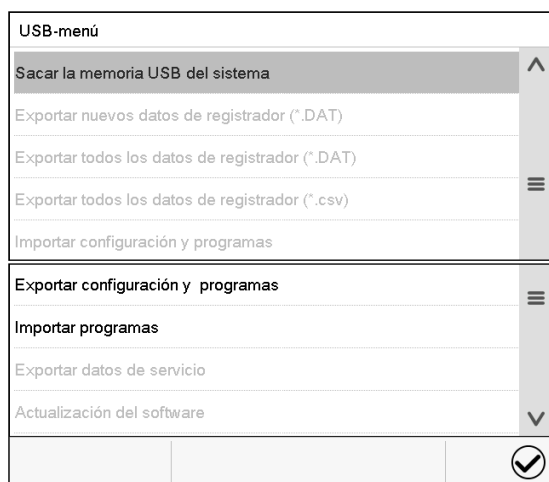 USB-menú
Sacar la memoria USB del sistema
Exportar nuevos datos de registrador (*.DAT)
Exportar todos los datos de registrador (*.DAT)
Exportar todos los datos de registrador (*.csv)
Importar configuración y programas
Exportar configuración y programas
Importar programas
Exportar datos de servicio
Actualización del software